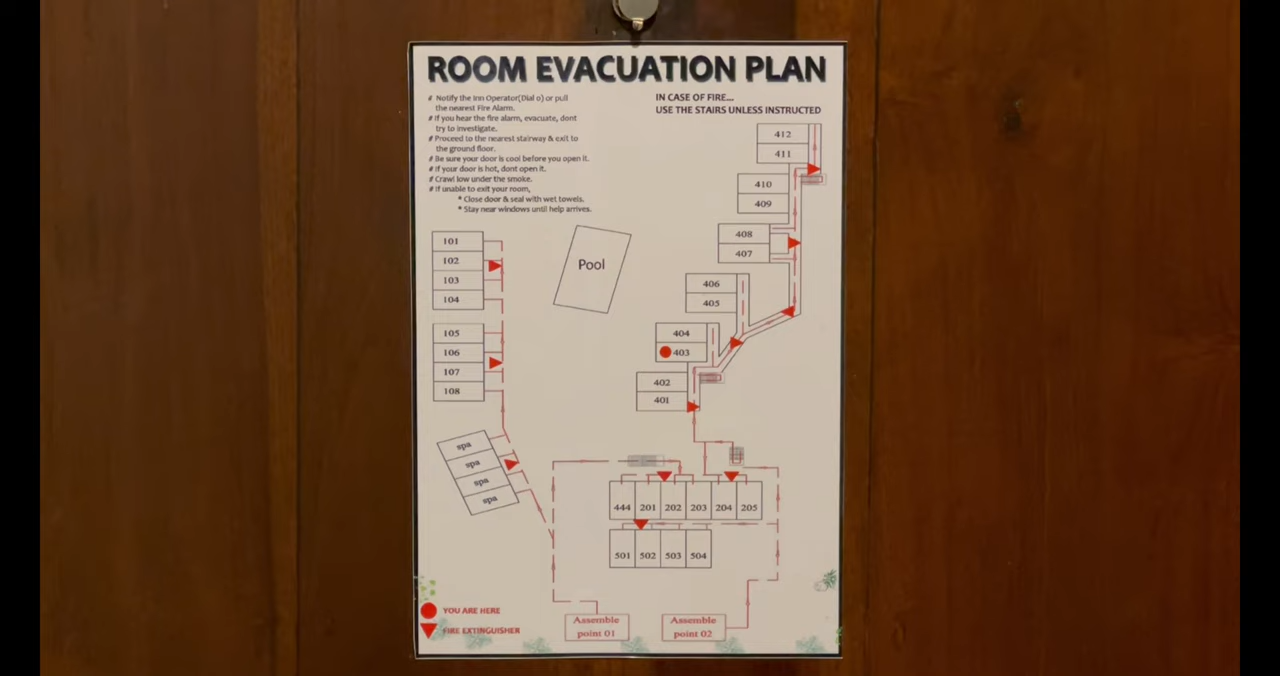 ROOM EVACUATION PLAN
# Notify the Inn Operator(Dial 0) or pull
the nearest Fire Alarm.
# If you hear the fire alarm, evacuate, dont
try to investigate.
# Proceed to the nearest stairway & exit to
the ground floor.
# Be sure your door is cool before you open it.
# If your door is hot, dont open it.
# Crawl low under the smoke.
# If unable to exit your room,
* Close door & seal with wet towels.
* Stay near windows until help arrives.
IN CASE OF FIRE...
USE THE STAIRS UNLESS INSTRUCTED
412
411
410
409
408
407
406
405
404
403
402
401
Pool
101
102
103
104
105
106
107
108
spa
spa
spa
spa
444 201 202 203 204 205
501 502 503 504
YOU ARE HERE
FIRE EXTINGUISHER
Assemble
point 01
Assemble
point 02